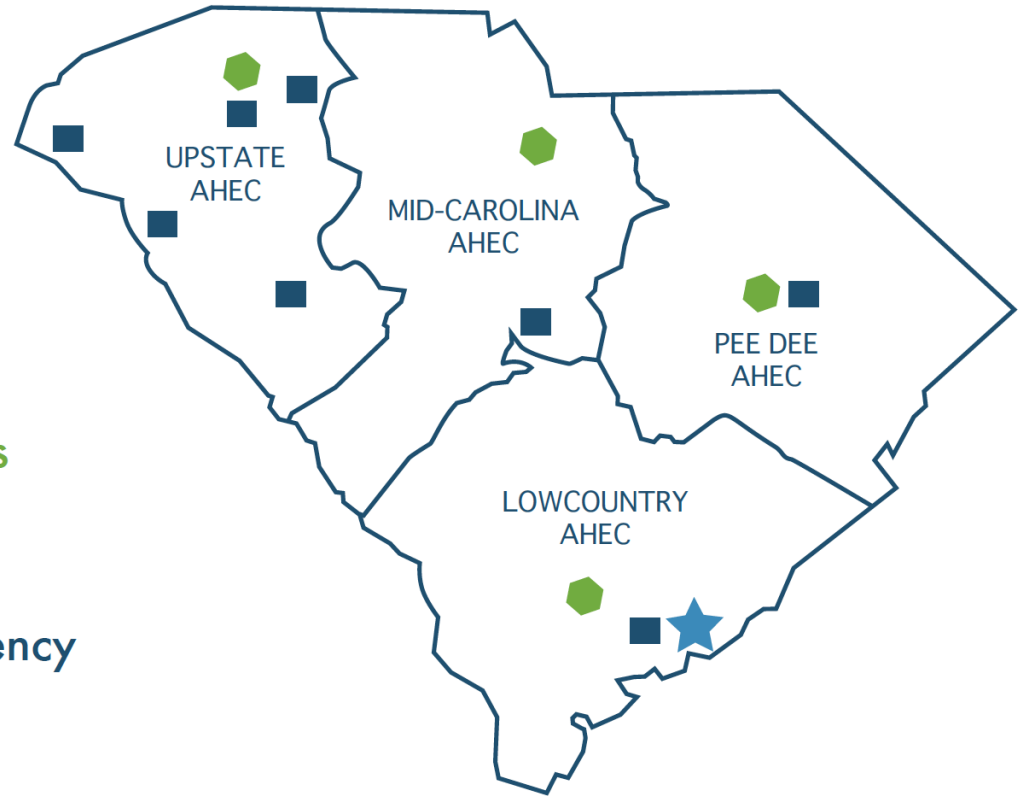 UPSTATE
AHEC
MID-CAROLINA
AHEC
PEE DEE
AHEC
s
LOWCOUNTRY
AHEC
ency